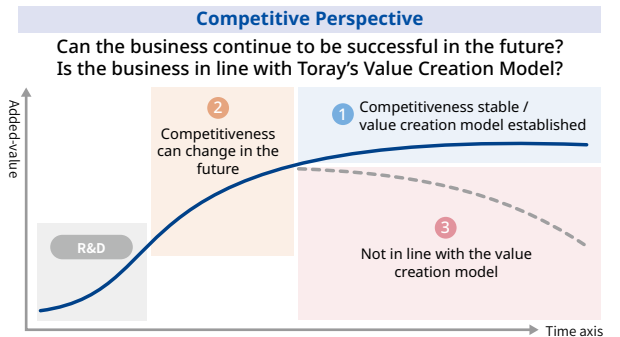 Competitive Perspective
Can the business continue to be successful in the future?
Is the business in line with Toray’s Value Creation Model?
Added-value
2
Competitiveness
can change in the
future
1
Competitiveness stable /
value creation model established
R&D
3
Not in line with the value
creation model
Time axis